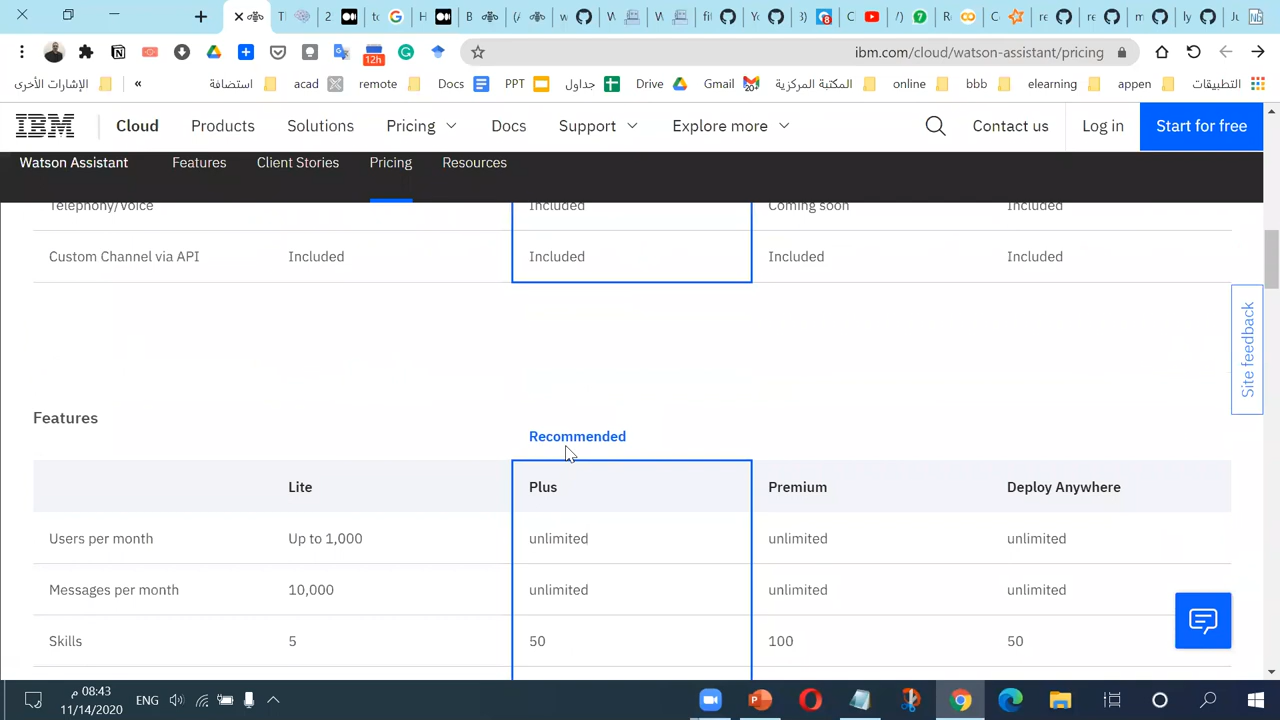 ibm.com/cloud/watson-assistant/pricing
12h
التطبيقات
appen
elearning
bbb
online
المكتبة المركزية
Gmail
Drive
جداول
PPT
Docs
remote
acad
استضافة
»
الإشارات الأخرى
IBM
Cloud
Products
Solutions
Pricing
Docs
Support
Explore more
Contact us
Log in
Start for free
Watson Assistant
Features
Client Stories
Pricing
Resources
Telephony/Voice Included Coming soon Included
Custom Channel via API Included Included Included Included
Site feedback
Features
Recommended
Lite Plus Premium Deploy Anywhere
Users per month Up to 1,000 unlimited unlimited unlimited
Messages per month 10,000 unlimited unlimited unlimited
Skills 5 50 100 50
08:43 م
11/14/2020
ENG